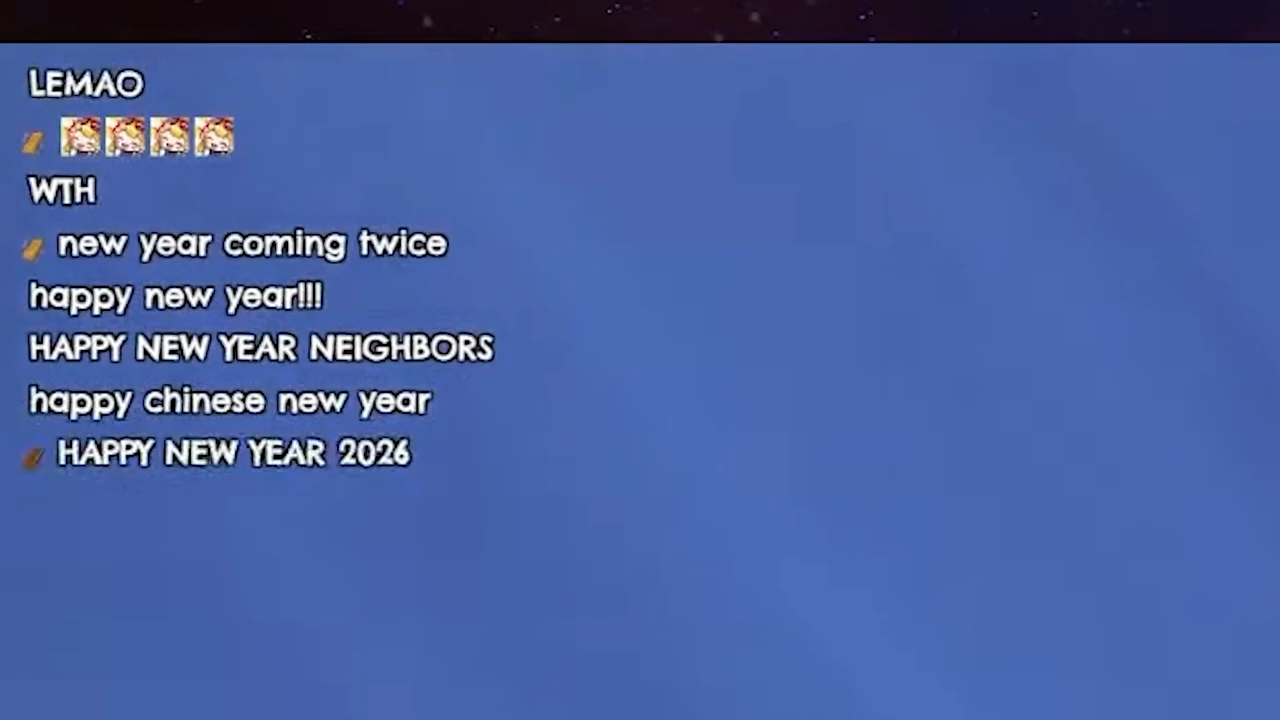 LEMAO
WTH
new year coming twice
happy new year!!!
HAPPY NEW YEAR NEIGHBORS
happy chinese new year
HAPPY NEW YEAR 2026